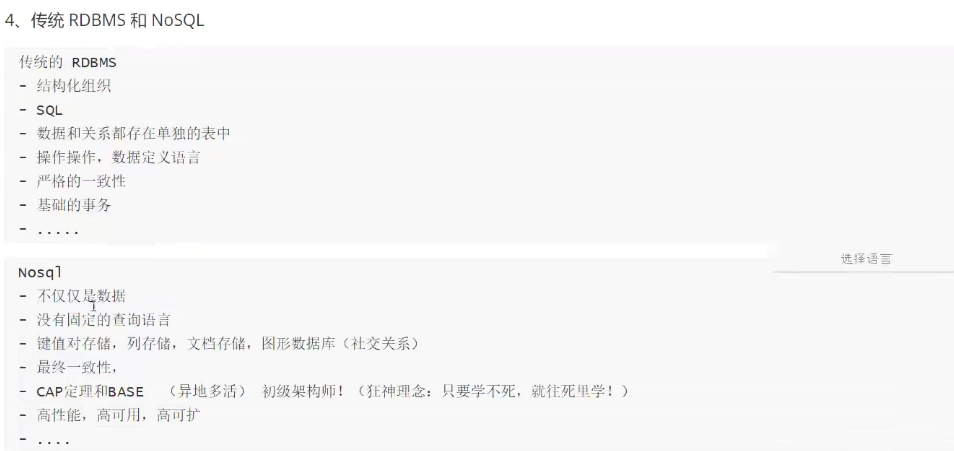 4、传统 RDBMS 和 NoSQL
传统的 RDBMS
- 结构化组织
- SQL
- 数据和关系都存在单独的表中
- 操作操作，数据定义语言
- 严格的一致性
- 基础的事务
- .....
选择语言
Nosql
- 不仅仅是数据
- 没有固定的查询语言
- 键值对存储，列存储，文档存储，图形数据库（社交关系）
- 最终一致性，
- CAP定理和BASE （异地多活） 初级架构师！（狂神理念：只要学不死，就往死里学！）
- 高性能，高可用，高可扩
- ....